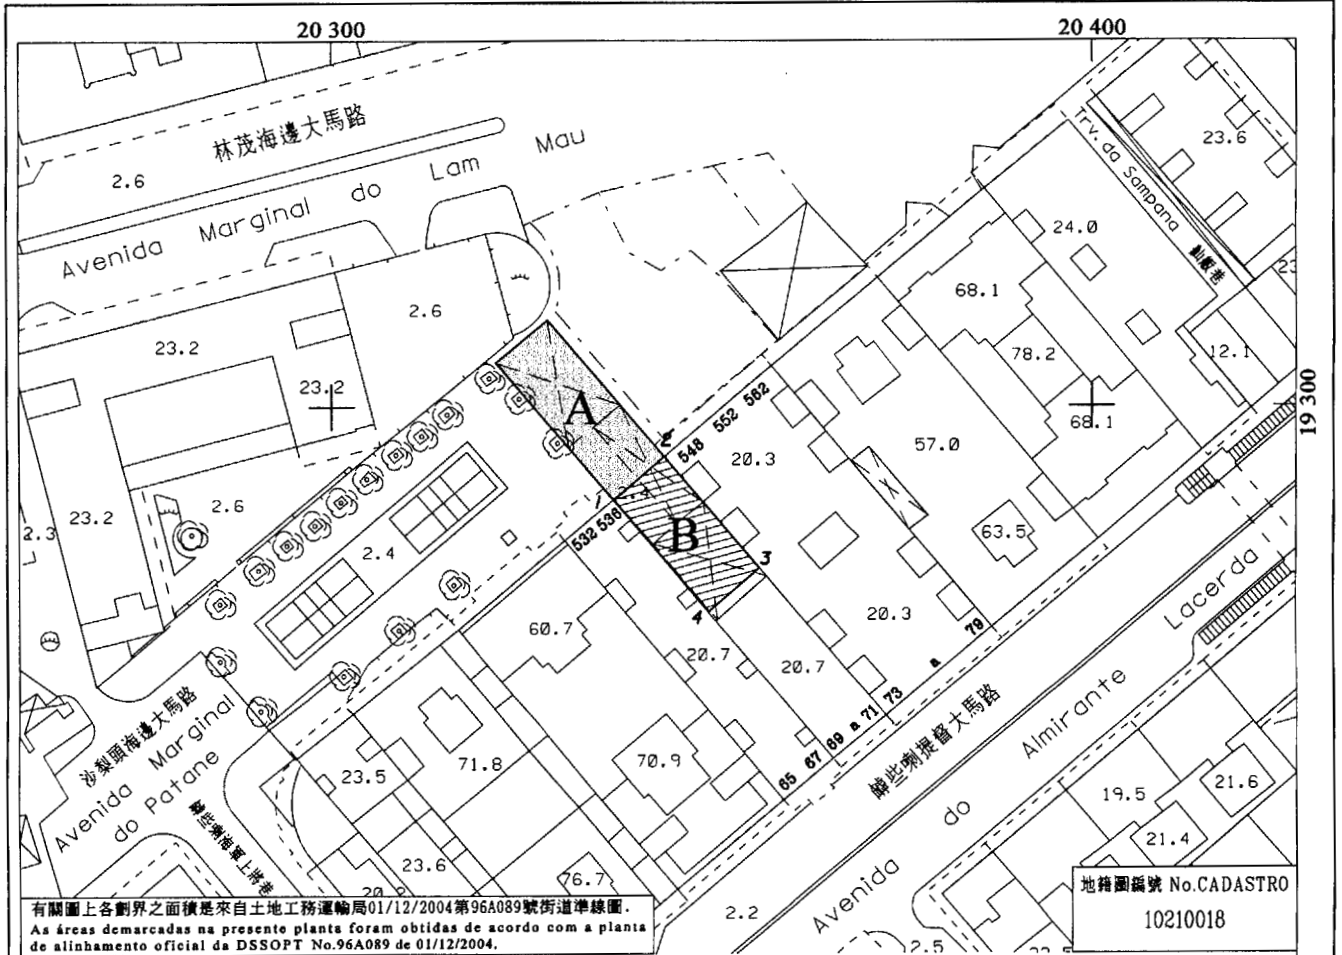 20 300
20 400
林茂海邊大馬路
2.6
Avenida Marginal do Lam Mau
Trv. da Sampana
23.6
24.0
68.1
2.6
23.2
23.2
78.2
12.1
19 300
A
68.1
2
548 552 562
20.3
57.0
2.6
23.2
2.3
1
532 536
B
63.5
2.4
3
4
60.7
20.3
79
a
20.7
20.7
69 a 71 73
65 67
Lacerda
沙梨頭海邊大馬路
Avenida Marginal
do Patane
23.5
71.8
70.9
Almirante
do
Avenida
19.5
21.6
21.4
23.6
76.7
2.2
2.5
有關圖上各劃界之面積是來自土地工務運輸局01/12/2004第96A089號街道準線圖.
As áreas demarcadas na presente planta foram obtidas de acordo com a planta
de alinhamento oficial da DSSOPT No.96A089 de 01/12/2004.
地籍圖編號 No.CADASTRO
10210018